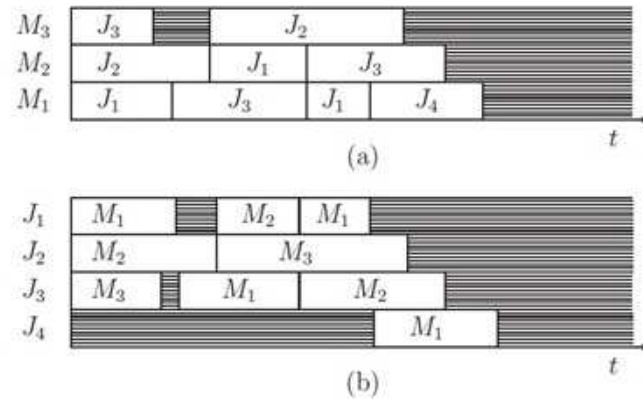 M₃ J₃ J₂
M₂ J₂ J₁ J₃
M₁ J₁ J₃ J₁ J₄
t
(a)
J₁ M₁ M₂ M₁
J₂ M₂ M₃
J₃ M₃ M₁ M₂
J₄ M₁
t
(b)